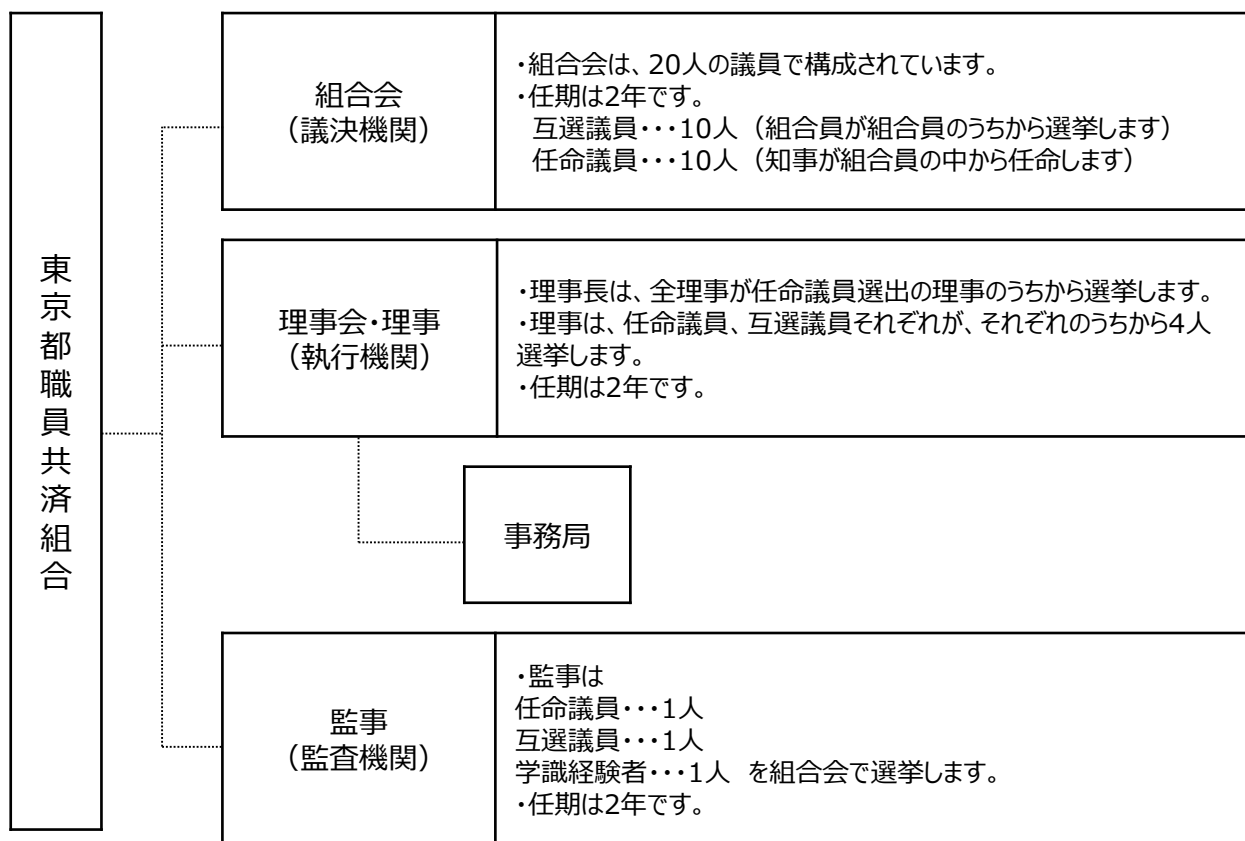 東京都職員共済組合
組合会
（議決機関）
・組合会は、20人の議員で構成されています。
・任期は2年です。
互選議員・・・10人（組合員が組合員のうちから選挙します）
任命議員・・・10人（知事が組合員の中から任命します）
理事会・理事
（執行機関）
・理事長は、全理事が任命議員選出の理事のうちから選挙します。
・理事は、任命議員、互選議員それぞれが、それぞれのうちから4人
選挙します。
・任期は2年です。
事務局
監事
（監査機関）
・監事は
任命議員・・・1人
互選議員・・・1人
学識経験者・・・1人 を組合会で選挙します。
・任期は2年です。